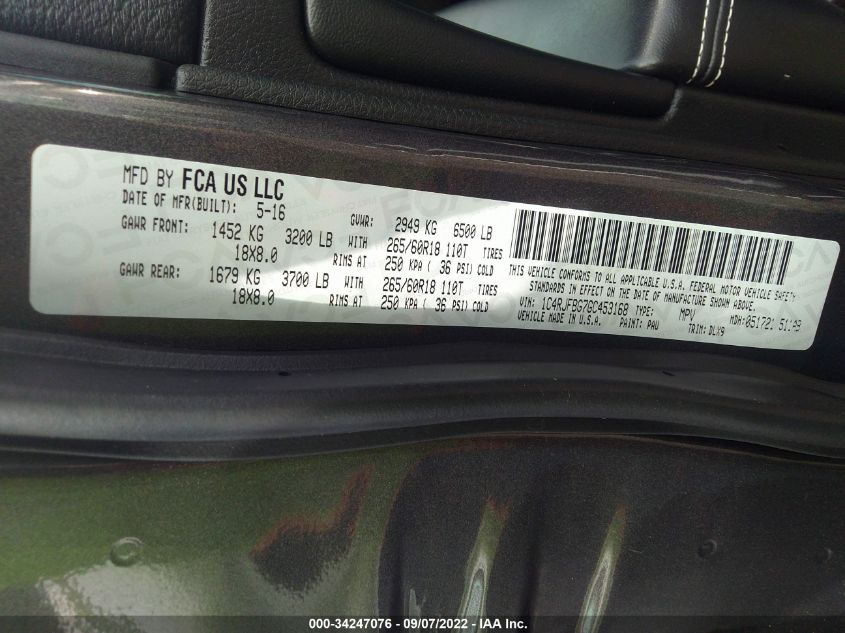 MFD BY FCA US LLC
DATE OF MFR(BUILT): 5-16 GVWR: 2949 KG 6500 LB
GAWR FRONT: 1452 KG 3200 LB WITH 265/60R18 110T TIRES
18X8.0 RIMS AT 250 KPA ( 36 PSI) COLD
GAWR REAR: 1679 KG 3700 LB WITH 265/60R18 110T TIRES
18X8.0 RIMS AT 250 KPA ( 36 PSI) COLD
THIS VEHICLE CONFORMS TO ALL APPLICABLE U.S.A. FEDERAL MOTOR VEHICLE SAFETY
STANDARDS IN EFFECT ON THE DATE OF MANUFACTURE SHOWN ABOVE.
VIN: 1C4RJFBG7GC453168 TYPE: MPV MDH:
VEHICLE MADE IN U.S.A. PAINT: PAU TRIM: DLX9
000-34247076 - 09/07/2022 - IAA Inc.